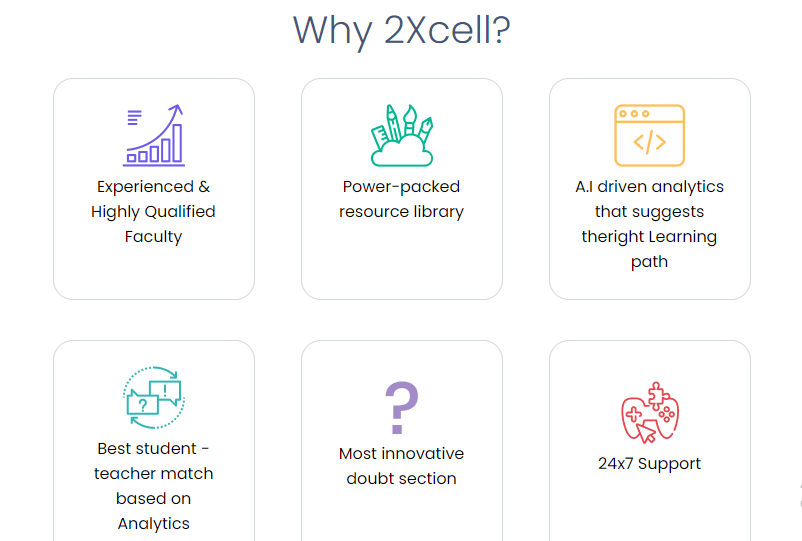 Why 2Xcell?
Experienced &
Highly Qualified
Faculty
Power-packed
resource library
A.I driven analytics
that suggests
theright Learning
path
Best student -
teacher match
based on
Analytics
?
Most innovative
doubt section
24x7 Support